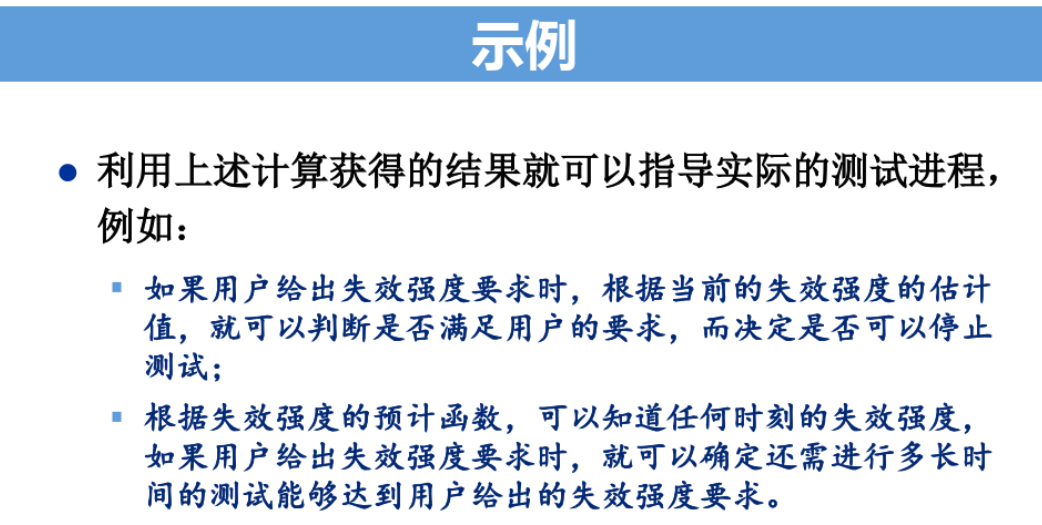 示例
利用上述计算获得的结果就可以指导实际的测试进程，
例如：
如果用户给出失效强度要求时，根据当前的失效强度的估计
值，就可以判断是否满足用户的要求，而决定是否可以停止
测试；
根据失效强度的预计函数，可以知道任何时刻的失效强度，
如果用户给出失效强度要求时，就可以确定还需进行多长时
间的测试能够达到用户给出的失效强度要求。